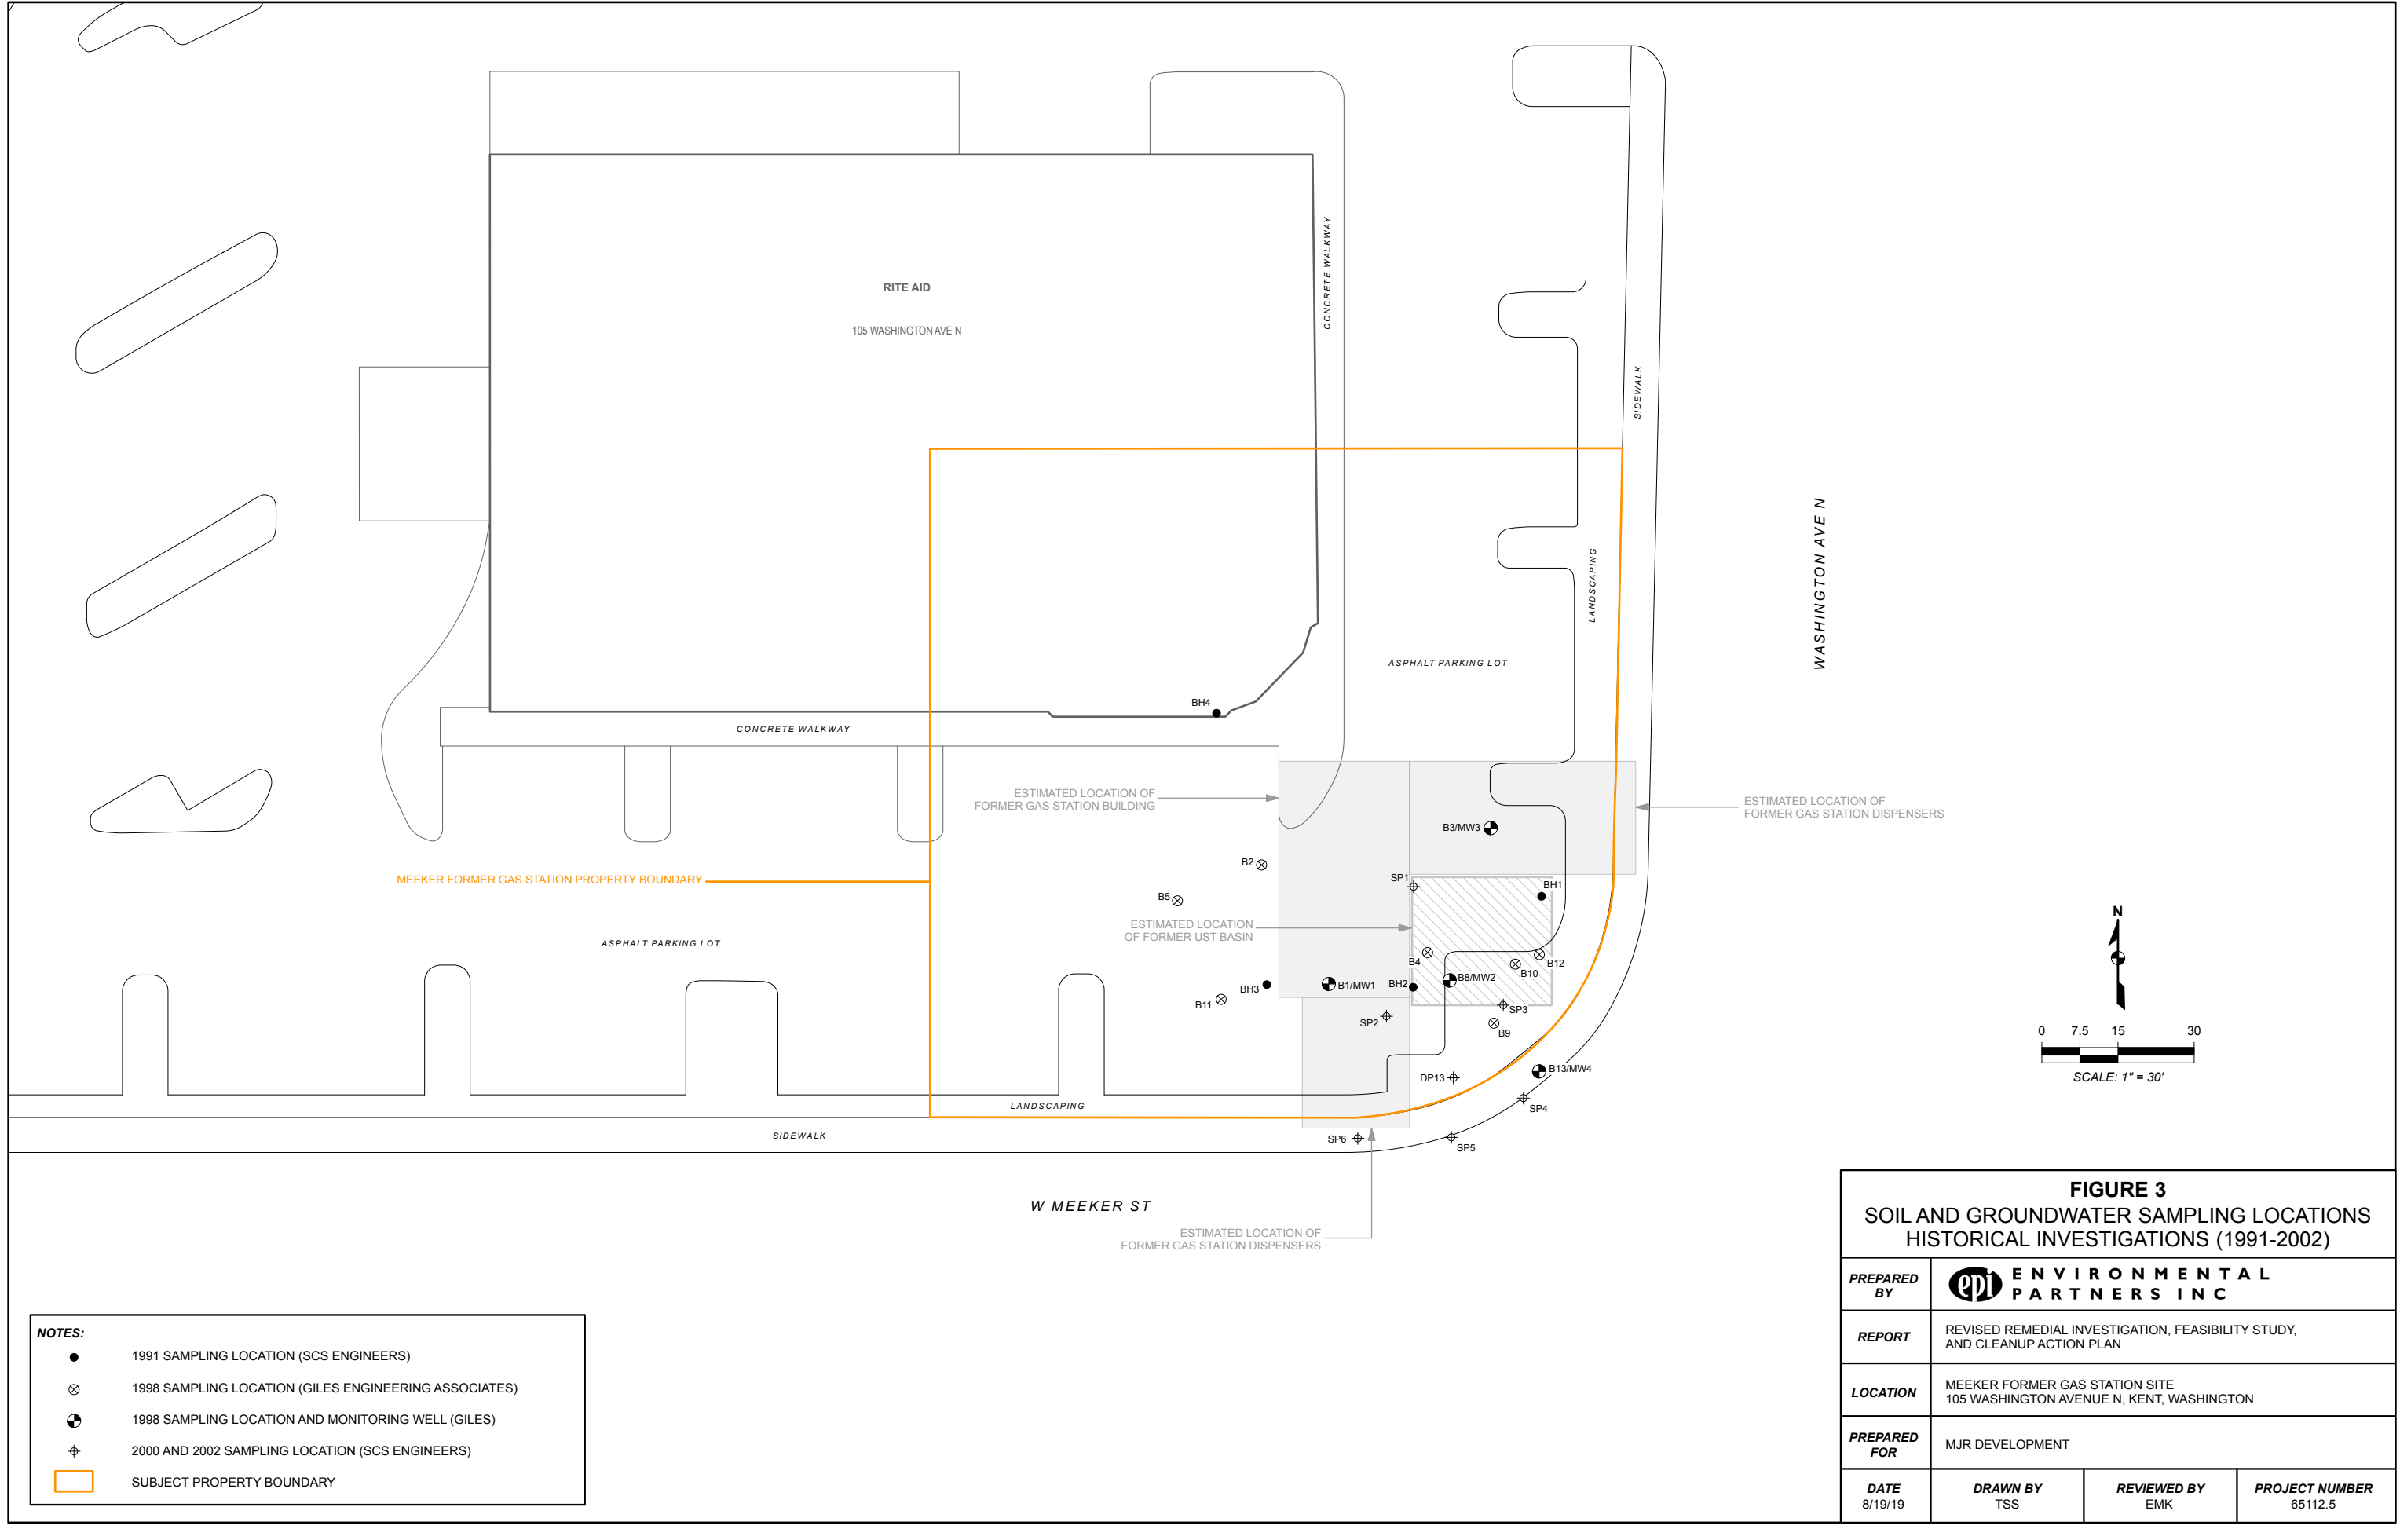 RITE AID
105 WASHINGTON AVE N
CONCRETE WALKWAY
SIDEWALK
WASHINGTON AVE N
LANDSCAPING
ASPHALT PARKING LOT
BH4
CONCRETE WALKWAY
ESTIMATED LOCATION OF
FORMER GAS STATION BUILDING
ESTIMATED LOCATION OF
FORMER GAS STATION DISPENSERS
B3/MW3
B2
MEEKER FORMER GAS STATION PROPERTY BOUNDARY
SP1
BH1
B5
ESTIMATED LOCATION
OF FORMER UST BASIN
ASPHALT PARKING LOT
B4
B12
B10
B8/MW2
BH3
B1/MW1
BH2
B11
SP3
SP2
B9
B13/MW4
DP13
LANDSCAPING
SP4
SIDEWALK
SP6
SP5
W MEEKER ST
ESTIMATED LOCATION OF
FORMER GAS STATION DISPENSERS
N
0 7.5 15 30
SCALE: 1" = 30'
NOTES:
1991 SAMPLING LOCATION (SCS ENGINEERS)
1998 SAMPLING LOCATION (GILES ENGINEERING ASSOCIATES)
1998 SAMPLING LOCATION AND MONITORING WELL (GILES)
2000 AND 2002 SAMPLING LOCATION (SCS ENGINEERS)
SUBJECT PROPERTY BOUNDARY
FIGURE 3
SOIL AND GROUNDWATER SAMPLING LOCATIONS
HISTORICAL INVESTIGATIONS (1991-2002)
PREPARED
BY
epi
ENVIRONMENTAL
PARTNERS INC
REPORT
REVISED REMEDIAL INVESTIGATION, FEASIBILITY STUDY,
AND CLEANUP ACTION PLAN
LOCATION
MEEKER FORMER GAS STATION SITE
105 WASHINGTON AVENUE N, KENT, WASHINGTON
PREPARED
FOR
MJR DEVELOPMENT
DATE
8/19/19
DRAWN BY
TSS
REVIEWED BY
EMK
PROJECT NUMBER
65112.5